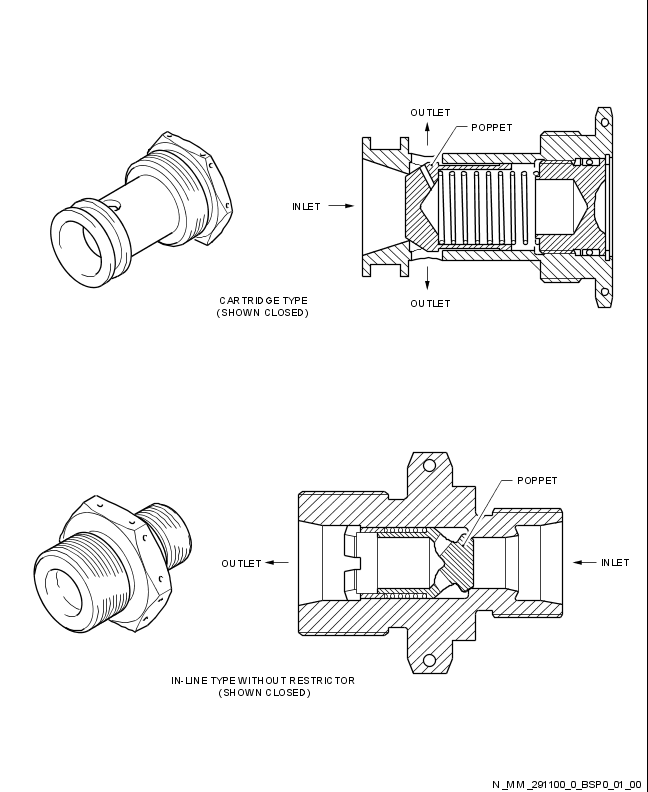 OUTLET
POPPET
INLET
CARTRIDGE TYPE
(SHOWN CLOSED)
OUTLET
POPPET
OUTLET
INLET
IN-LINE TYPE WITHOUT RESTRICTOR
(SHOWN CLOSED)
N_MM_291100_0_BSP0_01_00